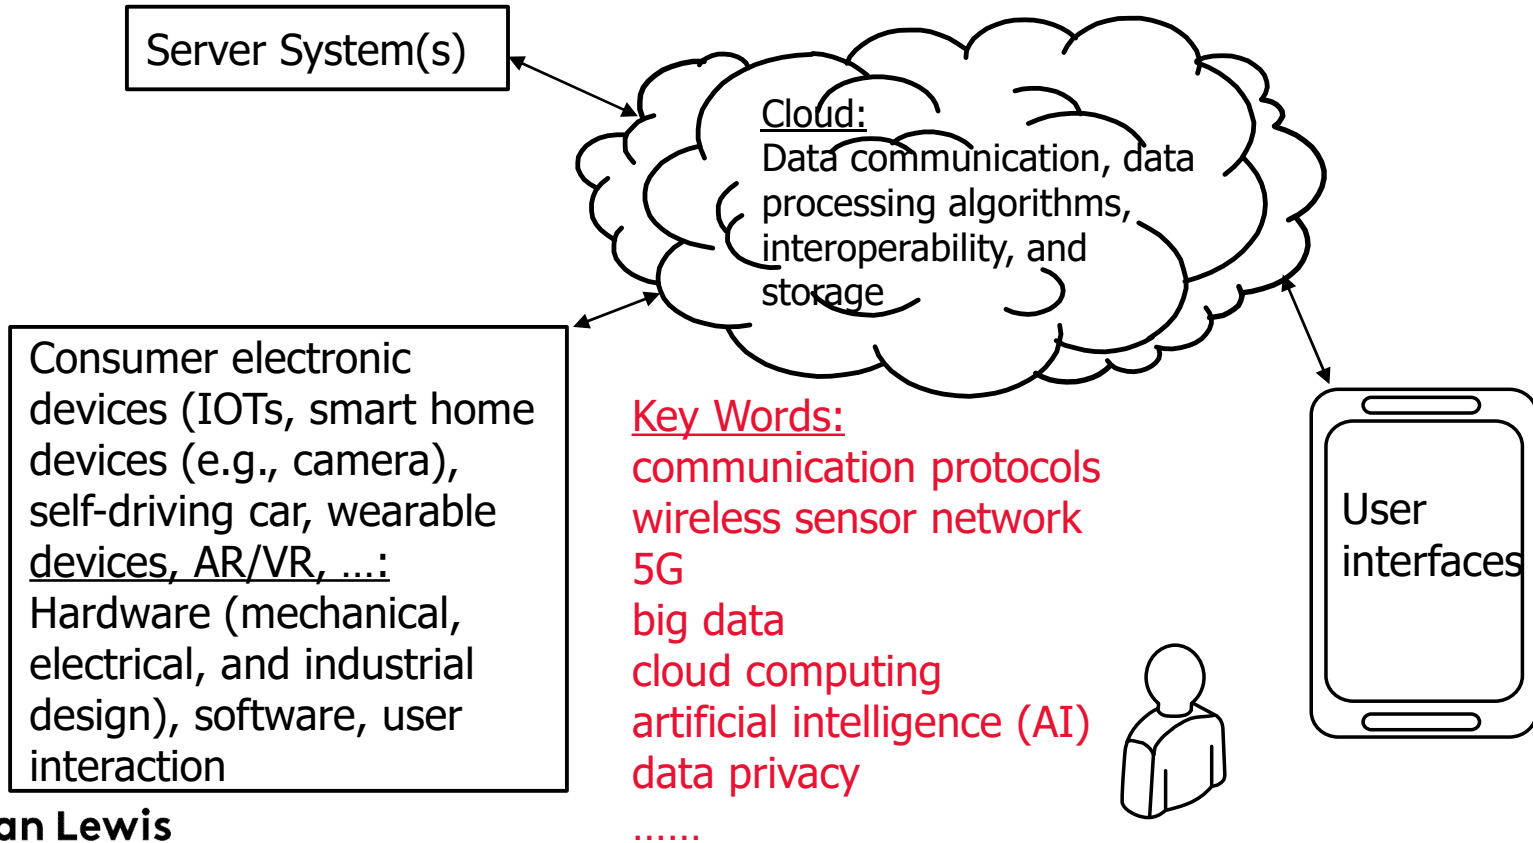 Server System(s)
Cloud:
Data communication, data
processing algorithms,
interoperability, and
storage
Consumer electronic
devices (IOTs, smart home
devices (e.g., camera),
self-driving car, wearable
devices, AR/VR, ...:
Hardware (mechanical,
electrical, and industrial
design), software, user
interaction
Key Words:
communication protocols
wireless sensor network
5G
big data
cloud computing
artificial intelligence (AI)
data privacy
......
User
interfaces
an Lewis